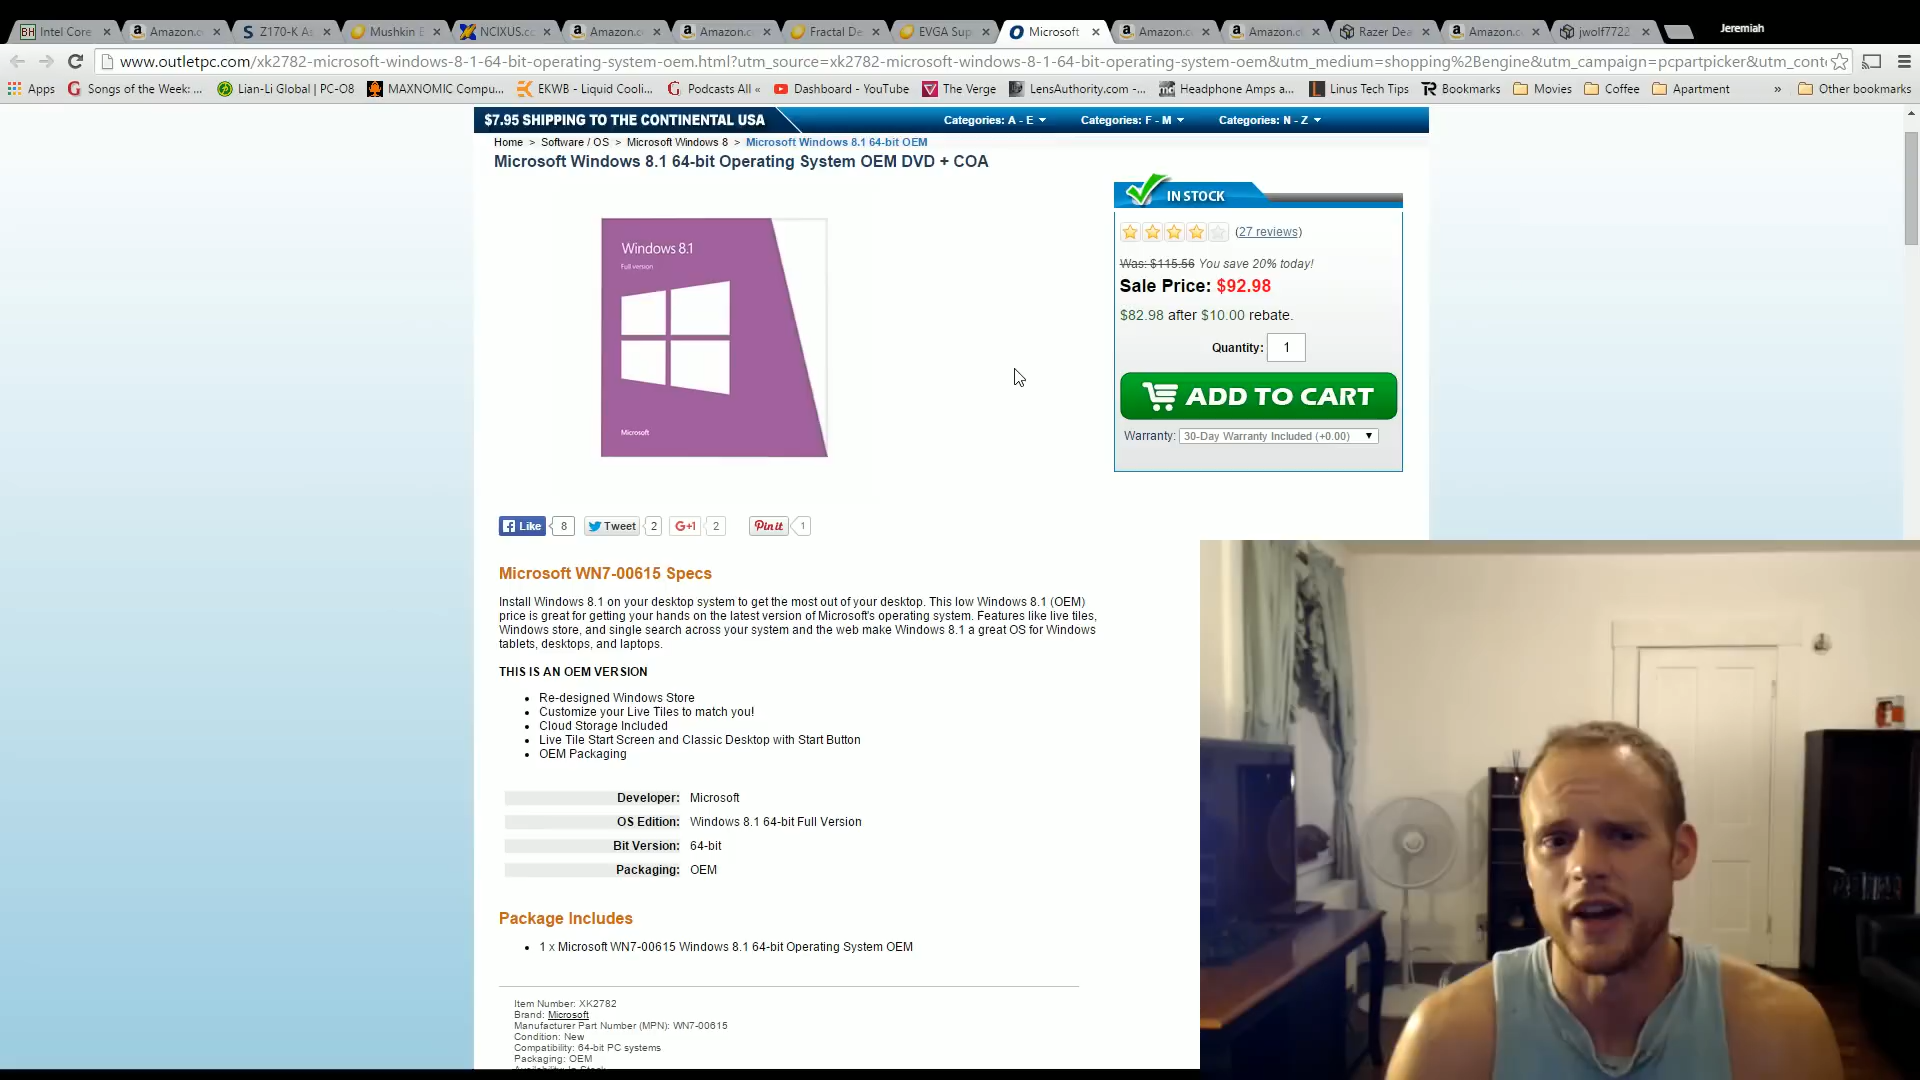 Intel Core
Amazon.c
Z170-K As
Mushkin E
NCIXUS.cc
Amazon.c
Amazon.c
Fractal De
EVGA Sup
Microsoft
Amazon.c
Amazon.c
Razer Dea
Amazon.c
jwolf7722
Jeremiah
www.outletpc.com/xk2782-microsoft-windows-8-1-64-bit-operating-system-oem.html?utm_source=xk2782-microsoft-windows-8-1-64-bit-operating-system-oem&utm_medium=shopping%2Bengine&utm_campaign=pcpartpicker&utm_conte
Apps
Songs of the Week: ...
Lian-Li Global | PC-O8
MAXNOMIC Compu...
EKWB - Liquid Cooli...
Podcasts All «
Dashboard - YouTube
The Verge
LensAuthority.com -...
Headphone Amps a...
Linus Tech Tips
Bookmarks
Movies
Coffee
Apartment
»
Other bookmarks
$7.95 SHIPPING TO THE CONTINENTAL USA
Categories: A - E
Categories: F - M
Categories: N - Z
Home > Software / OS > Microsoft Windows 8 > Microsoft Windows 8.1 64-bit OEM
Microsoft Windows 8.1 64-bit Operating System OEM DVD + COA
Windows 8.1
Full version
Microsoft
IN STOCK
(27 reviews)
Was: $115.56 You save 20% today!
Sale Price: $92.98
$82.98 after $10.00 rebate.
Quantity: 1
ADD TO CART
Warranty: 30-Day Warranty Included (+0.00)
Like 8
Tweet 2
G+1 2
Pin it 1
Microsoft WN7-00615 Specs
Install Windows 8.1 on your desktop system to get the most out of your desktop. This low Windows 8.1 (OEM)
price is great for getting your hands on the latest version of Microsoft's operating system. Features like live tiles,
Windows store, and single search across your system and the web make Windows 8.1 a great OS for Windows
tablets, desktops, and laptops.
THIS IS AN OEM VERSION
• Re-designed Windows Store
• Customize your Live Tiles to match you!
• Cloud Storage Included
• Live Tile Start Screen and Classic Desktop with Start Button
• OEM Packaging
Developer: Microsoft
OS Edition: Windows 8.1 64-bit Full Version
Bit Version: 64-bit
Packaging: OEM
Package Includes
• 1 x Microsoft WN7-00615 Windows 8.1 64-bit Operating System OEM
Item Number: XK2782
Brand: Microsoft
Manufacturer Part Number (MPN): WN7-00615
Condition: New
Compatibility: 64-bit PC systems
Packaging: OEM
Availability: In Stock